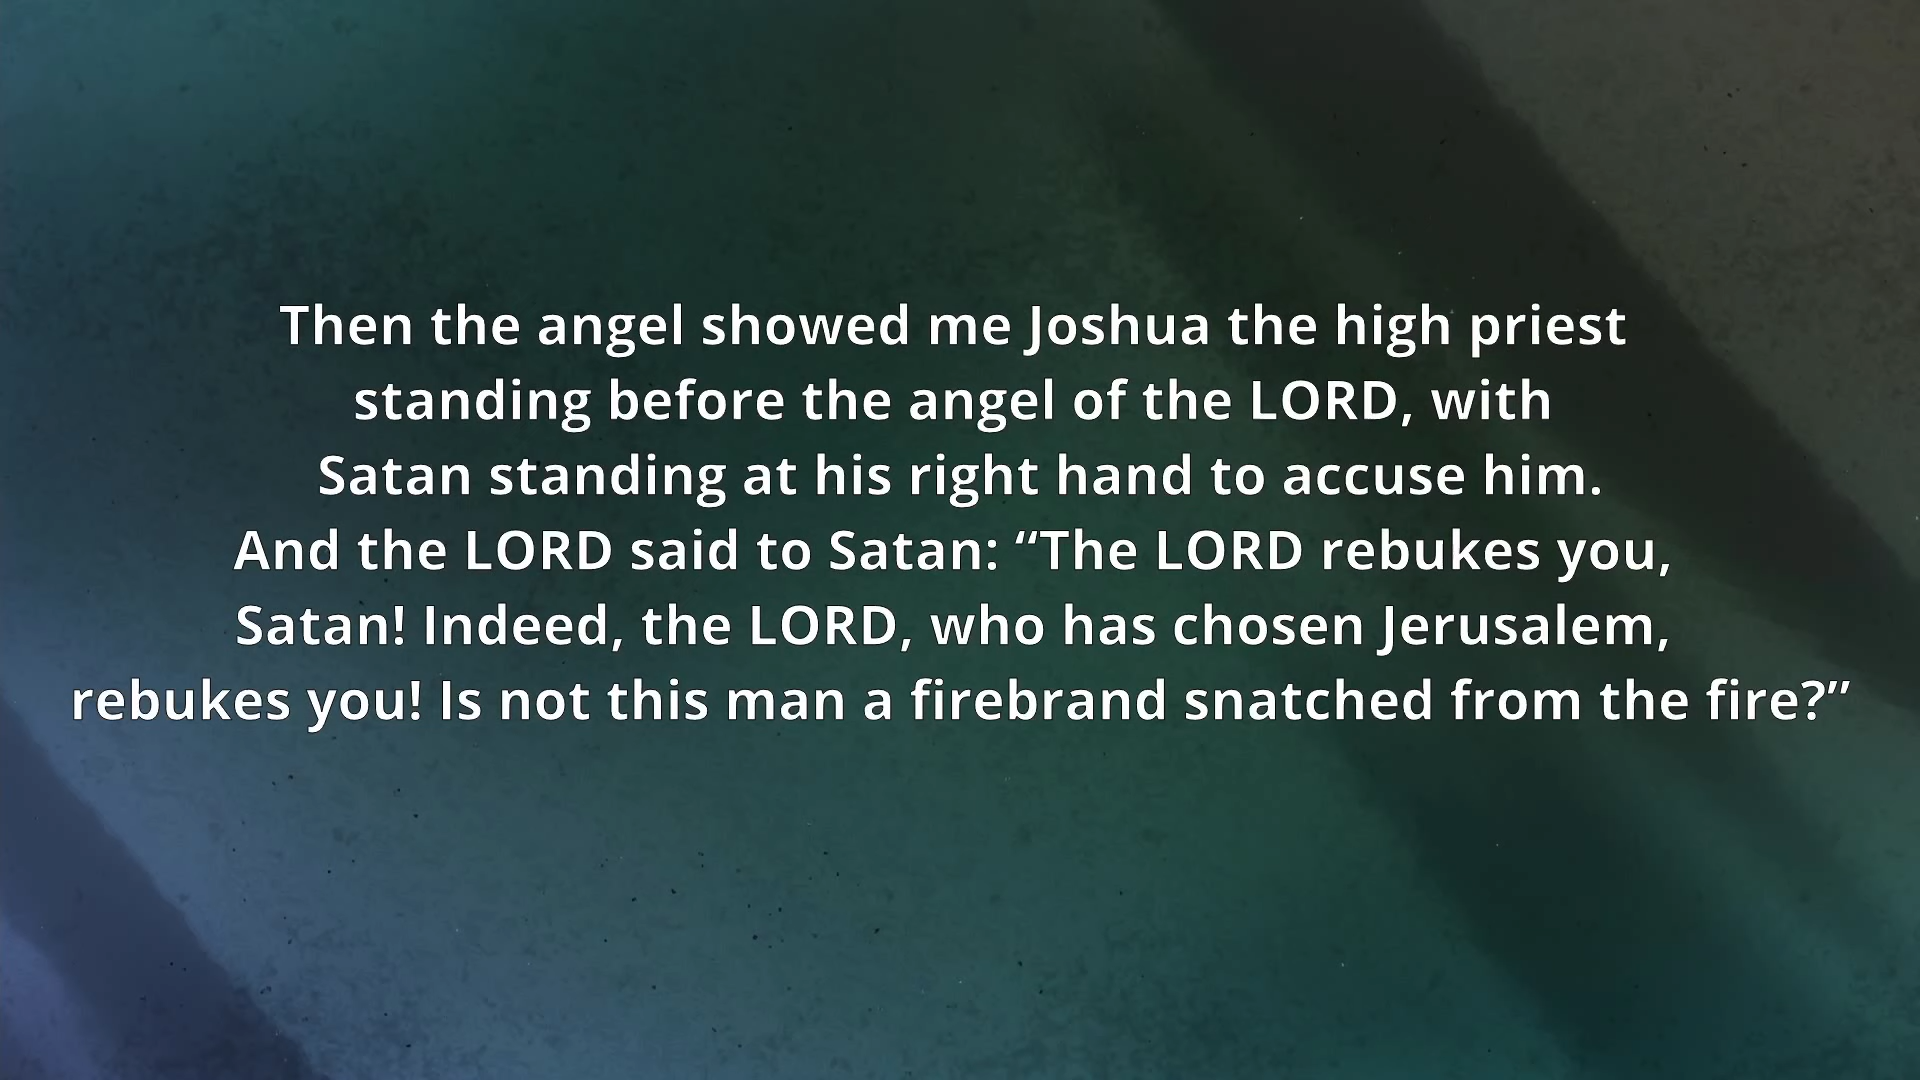 Then the angel showed me Joshua the high priest
standing before the angel of the LORD, with
Satan standing at his right hand to accuse him.
And the LORD said to Satan: “The LORD rebukes you,
Satan! Indeed, the LORD, who has chosen Jerusalem,
rebukes you! Is not this man a firebrand snatched from the fire?”